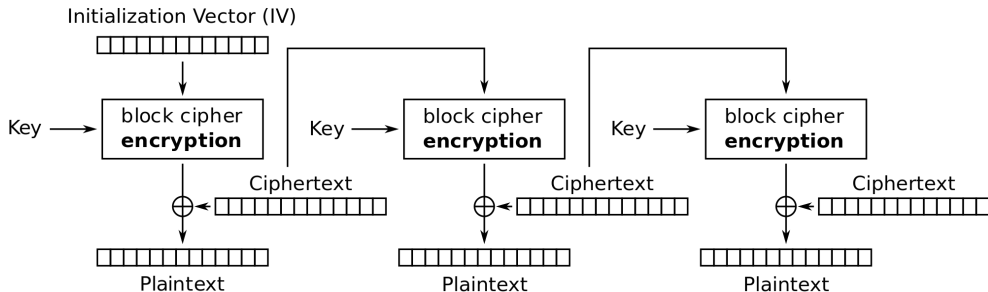 Initialization Vector (IV)
Key
block cipher
encryption
Ciphertext
Plaintext
Key
block cipher
encryption
Ciphertext
Plaintext
Key
block cipher
encryption
Ciphertext
Plaintext